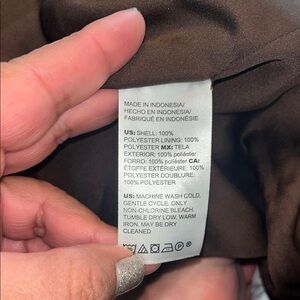 MADE IN INDONESIA/
HECHO EN INDONESIA/
FABRIQUÉ EN INDONÉSIE
US: SHELL: 100%
POLYESTER LINING: 100%
POLYESTER MX: TELA
EXTERIOR: 100% poliéster
FORRO: 100% poliéster CA:
ÉTOFFE EXTÉRIEURE: 100%
POLYESTER DOUBLURE:
100% POLYESTER
US: MACHINE WASH COLD,
GENTLE CYCLE. ONLY
NON-CHLORINE BLEACH.
TUMBLE DRY LOW. WARM
IRON. MAY BE DRY
CLEANED